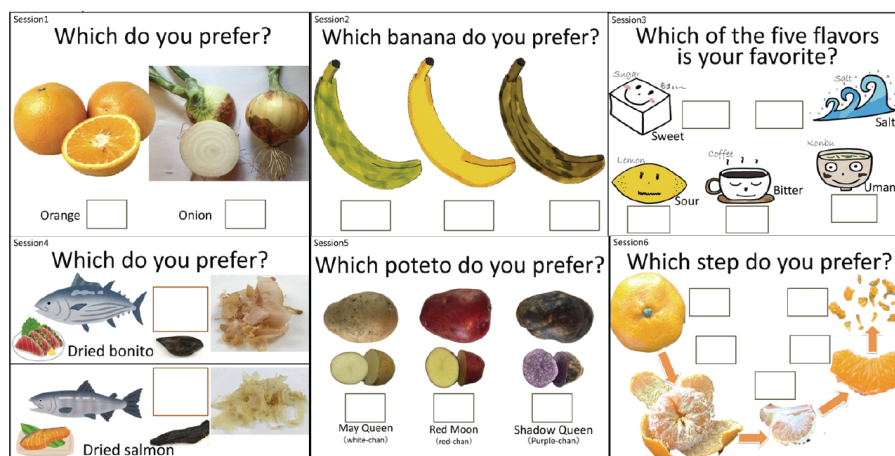 Session1
Which do you prefer?
Orange
Onion
Session2
Which banana do you prefer?
Session3
Which of the five flavors
is your favorite?
Sugar
Salt
Sweet
Salt
Lemon
Coffee
Konbu
Sour
Bitter
Umam
Session4
Which do you prefer?
Dried bonito
Dried salmon
Session5
Which poteto do you prefer?
May Queen
(white-chan)
Red Moon
(red-chan)
Shadow Queen
(Purple-chan)
Session6
Which step do you prefer?